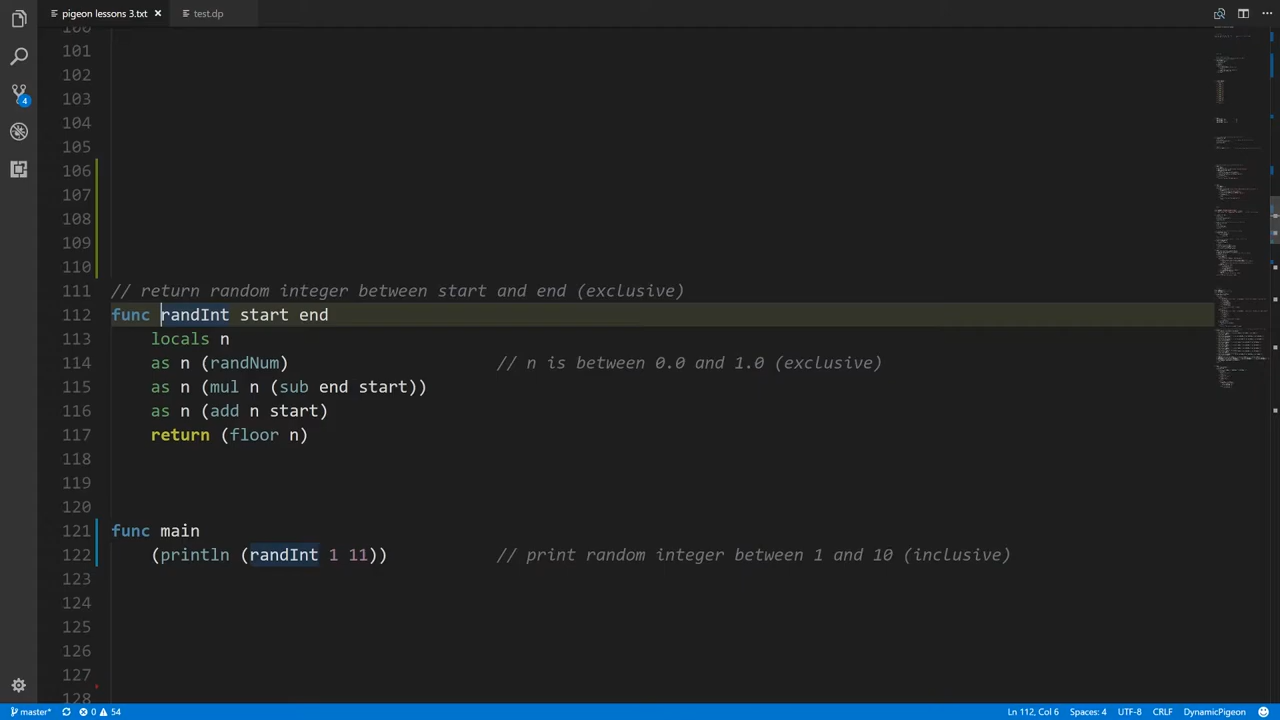 pigeon lessons 3.txt
test.dp
100
101
102
103
104
105
106
107
108
109
110
111 // return random integer between start and end (exclusive)
112 func randInt start end
113 locals n
114 as n (randNum) // n is between 0.0 and 1.0 (exclusive)
115 as n (mul n (sub end start))
116 as n (add n start)
117 return (floor n)
118
119
120
121 func main
122 (println (randInt 1 11)) // print random integer between 1 and 10 (inclusive)
123
124
125
126
127
128
4
master* 0 54 Ln 112, Col 6 Spaces: 4 UTF-8 CRLF DynamicPigeon